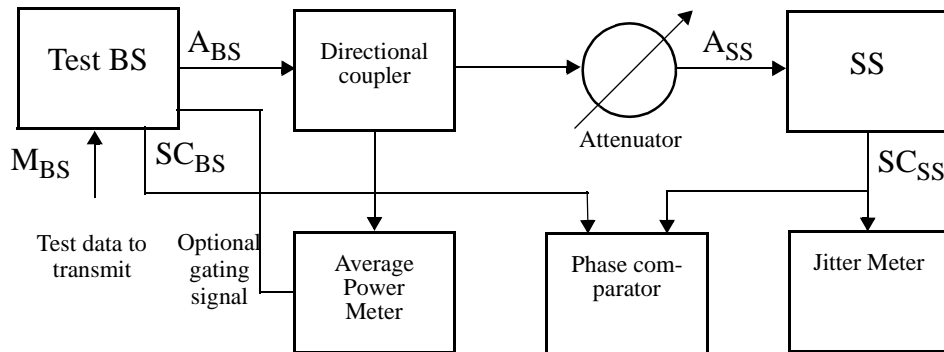 Test BS
A_BS
Directional
coupler
A_SS
SS
Attenuator
M_BS
SC_BS
SC_SS
Test data to
transmit
Optional
gating
signal
Average
Power
Meter
Phase com-
parator
Jitter Meter